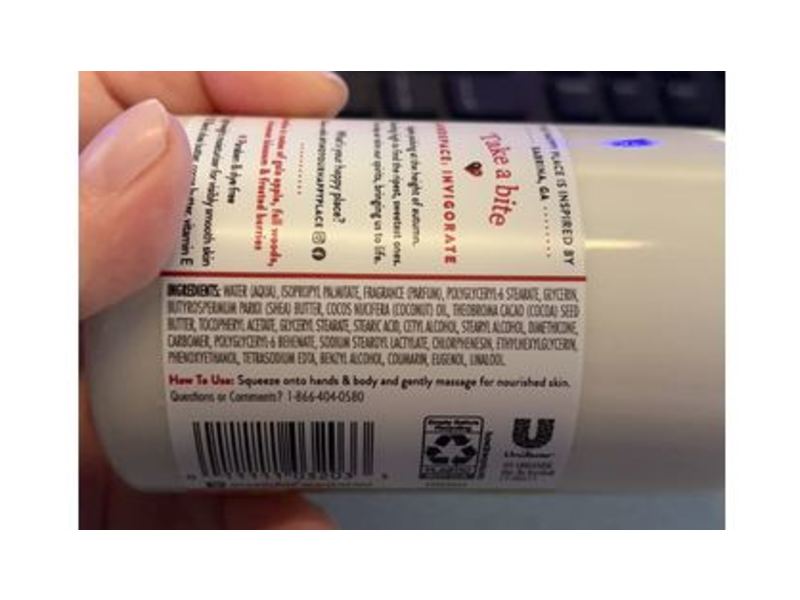 PLACE IS INSPIRED BY
SABRINA, GA
Take a bite
INVIGORATE
picking at the height of autumn.
to find the ripest, sweetest ones.
our spirits, bringing us to life.
What's your happy place?
YOURHAPPYPLACE
notes of gala apple, fall woods,
blossom & frosted berries
Paraben & dye free
for visibly smooth skin
butter, vitamin E
INGREDIENTS: WATER (AQUA), ISOPROPYL PALMITATE, FRAGRANCE (PARFUM), POLYGLYCERYL-6 STEARATE, GLYCERIN,
BUTYROSPERMUM PARKII (SHEA) BUTTER, COCOS NUCIFERA (COCONUT) OIL, THEOBROMA CACAO (COCOA) SEED
BUTTER, TOCOPHERYL ACETATE, GLYCERYL STEARATE, STEARIC ACID, CETYL ALCOHOL, STEARYL ALCOHOL, DIMETHICONE,
CARBOMER, POLYGLYCERYL-6 BEHENATE, SODIUM STEAROYL LACTYLATE, CHLORPHENESIN, ETHYLHEXYLGLYCERIN,
PHENOXYETHANOL, TETRASODIUM EDTA, BENZYL ALCOHOL, COUMARIN, EUGENOL, LINALOOL.
How To Use: Squeeze onto hands & body and gently massage for nourished skin.
Questions or Comments? 1-866-404-0580
Unilever